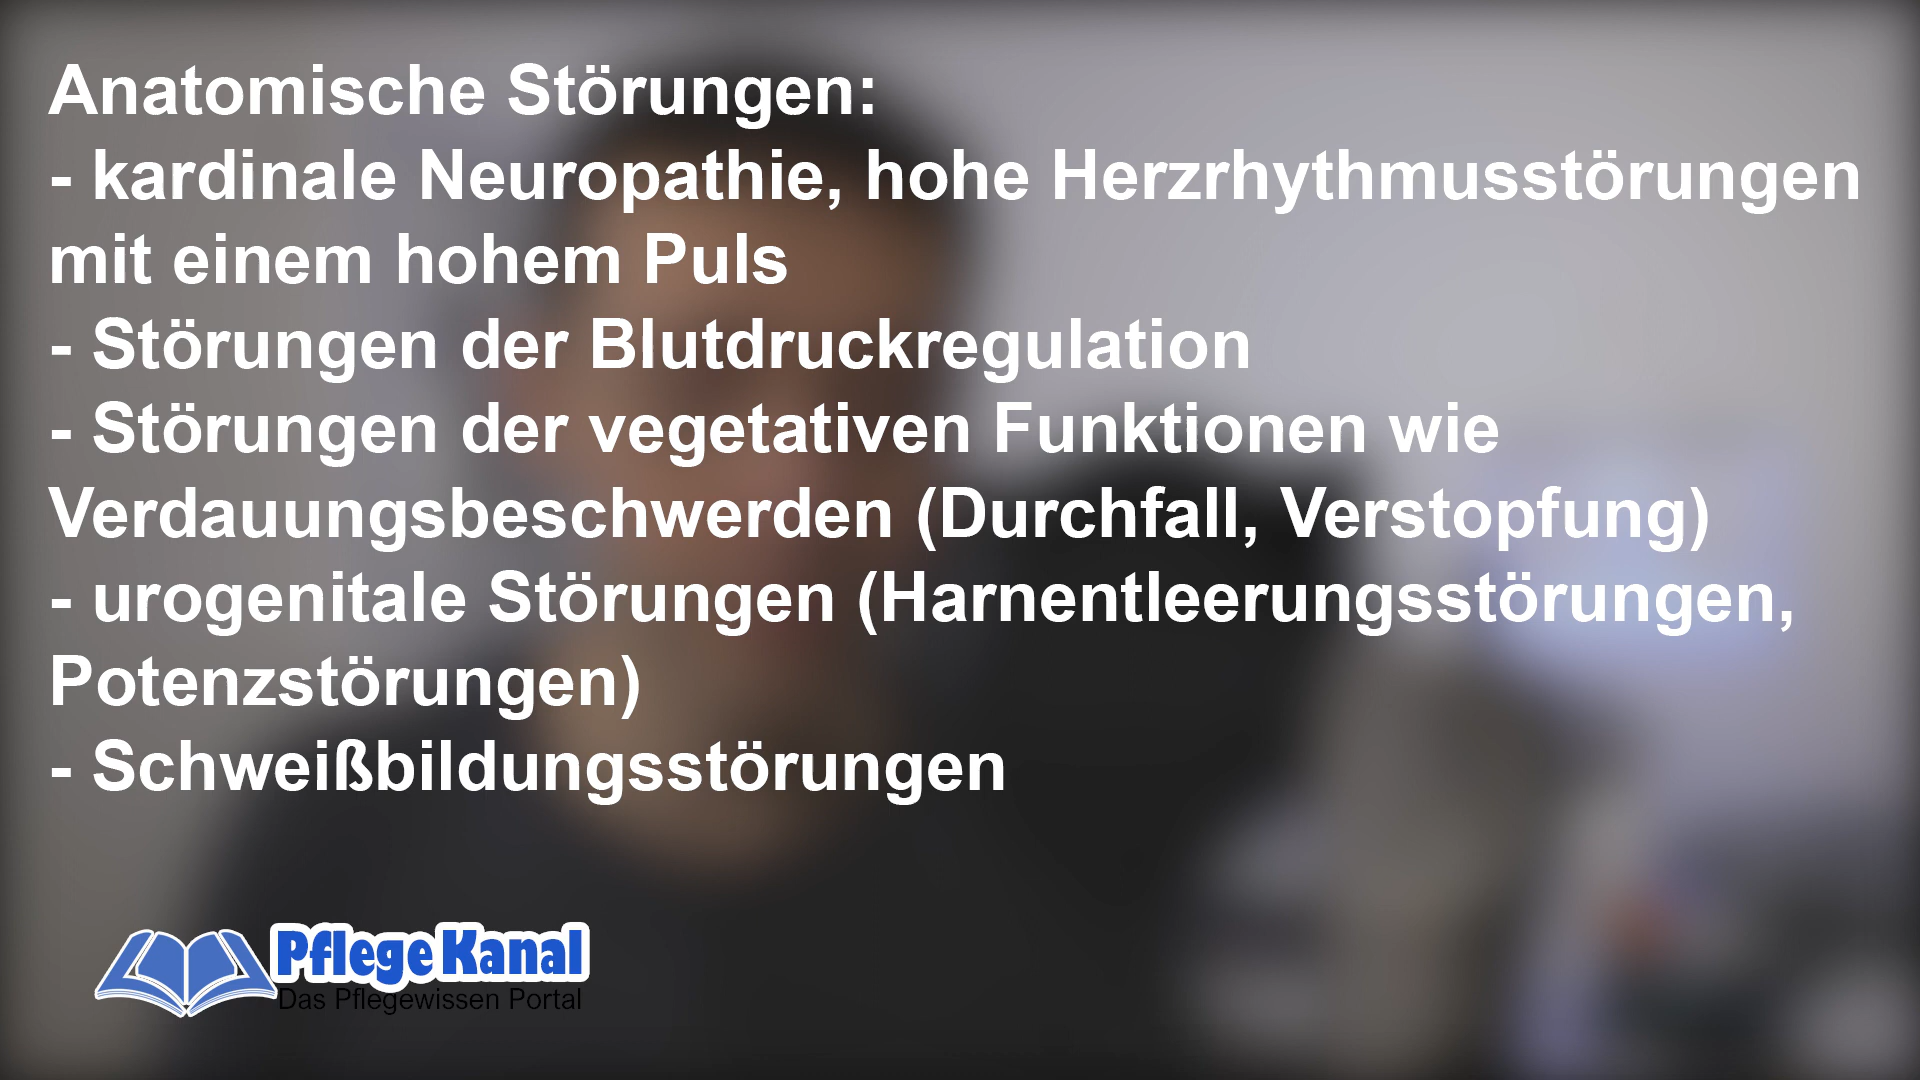 Anatomische Störungen:
- kardinale Neuropathie, hohe Herzrhythmusstörungen
mit einem hohem Puls
- Störungen der Blutdruckregulation
- Störungen der vegetativen Funktionen wie
Verdauungsbeschwerden (Durchfall, Verstopfung)
- urogenitale Störungen (Harnentleerungsstörungen,
Potenzstörungen)
- Schweißbildungsstörungen
PflegeKanal
Das Pflegewissen Portal